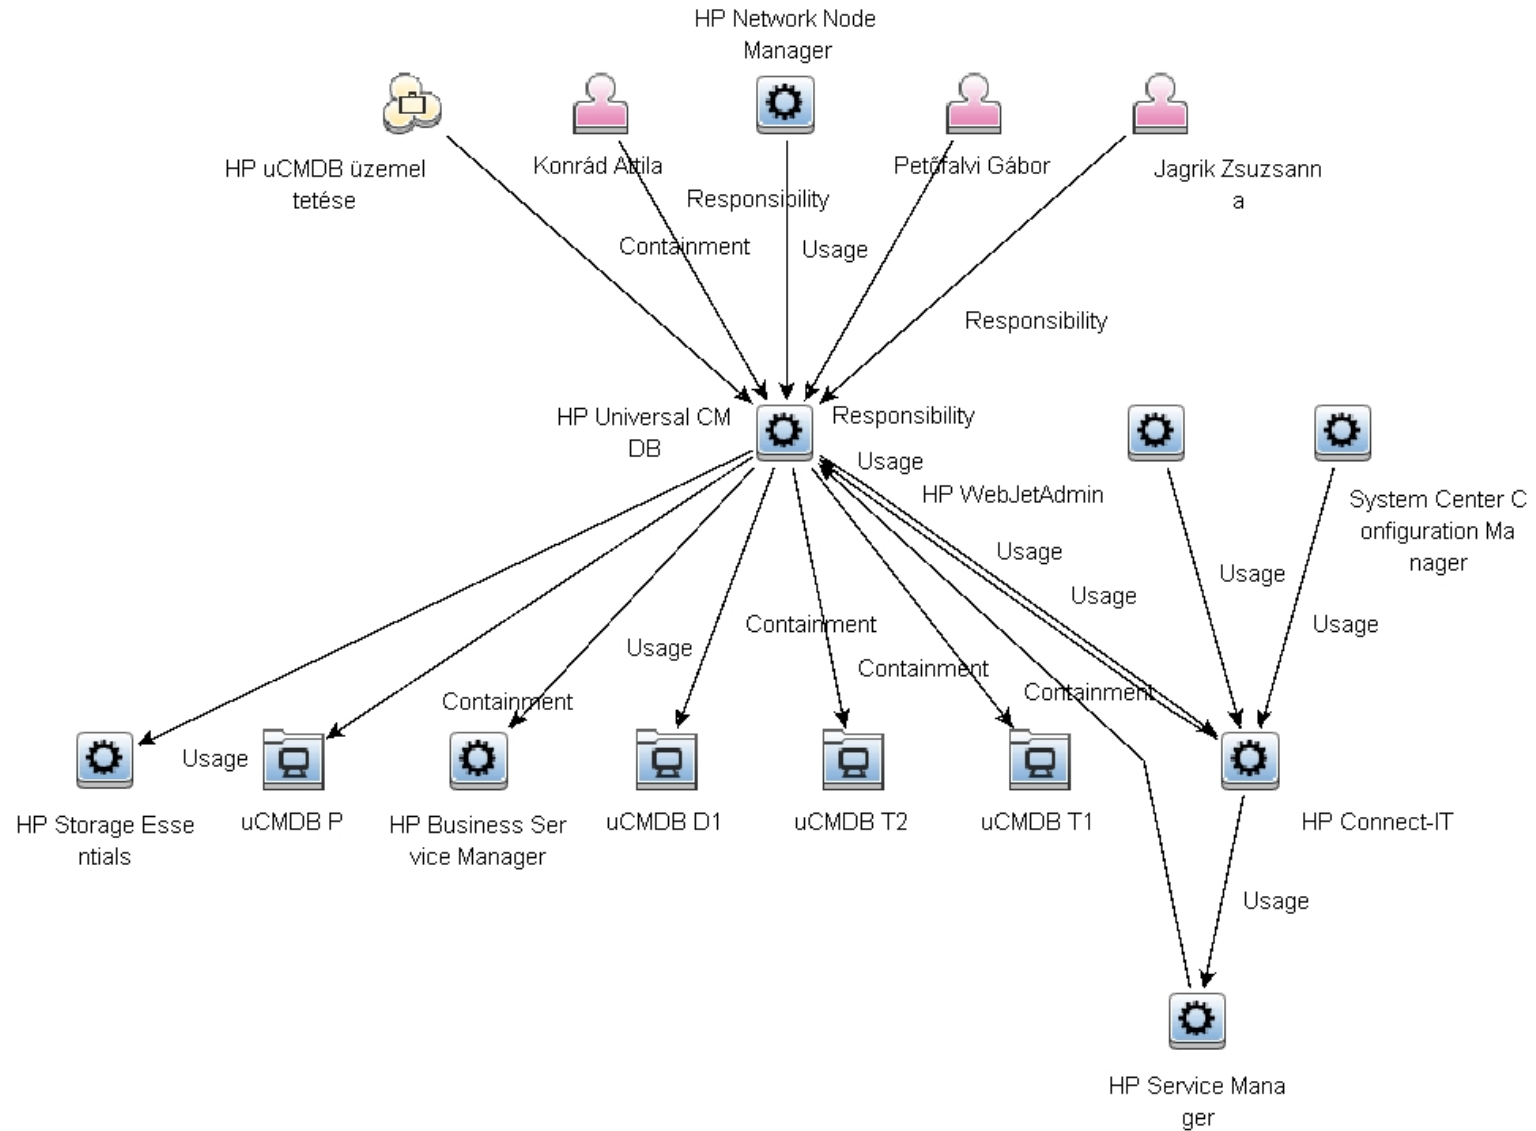 HP Network Node
Manager
HP uCMDB üzemel
tetése
Konrád Attila
Petőfalvi Gábor
Jagrik Zsuzsann
a
Responsibility
Containment
Usage
Responsibility
HP Universal CM
DB
Responsibility
Usage
HP WebJetAdmin
System Center C
onfiguration Ma
nager
Usage
Usage
Usage
Usage
Containment
Usage
Containment
Containment
Containment
Usage
HP Storage Esse
ntials
uCMDB P
HP Business Ser
vice Manager
uCMDB D1
uCMDB T2
uCMDB T1
HP Connect-IT
Usage
HP Service Mana
ger